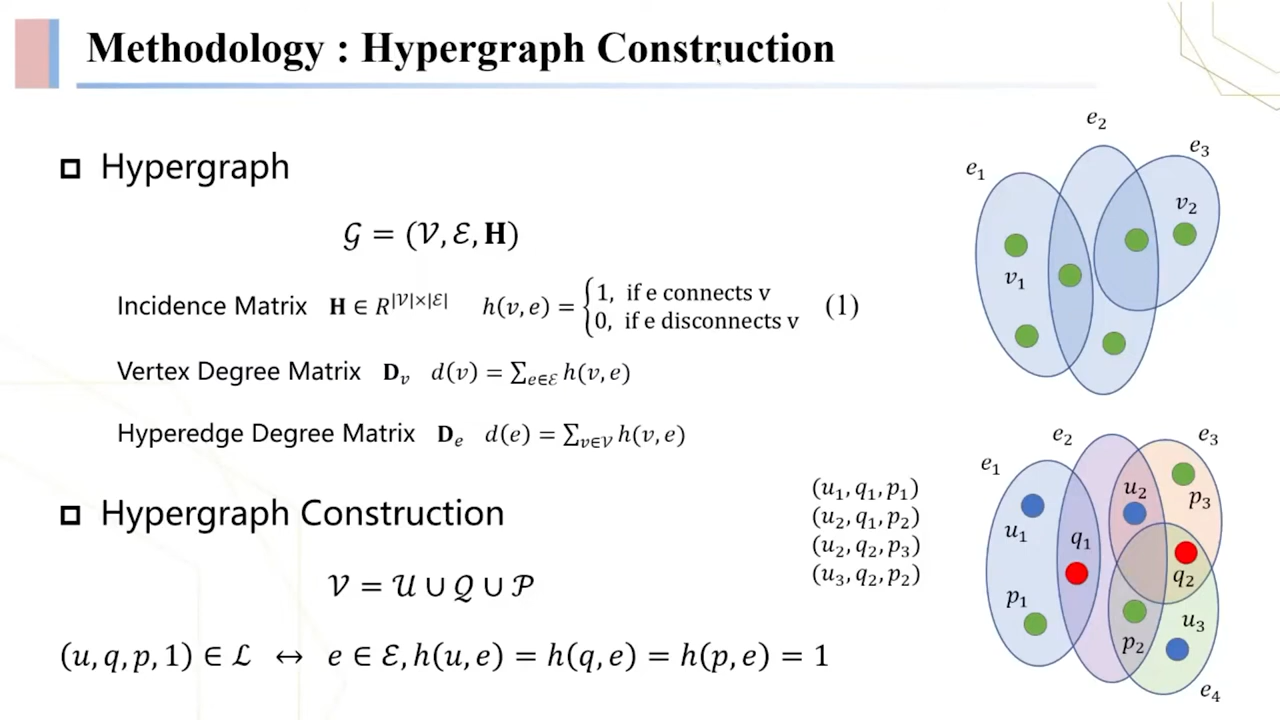 Methodology : Hypergraph Construction
Hypergraph
𝒢 = (𝒱, ℰ, 𝐇)
Incidence Matrix 𝐇 ∈ R^{|𝒱|×|ℰ|} h(v, e) = {1, if e connects v
0, if e disconnects v
(1)
Vertex Degree Matrix 𝐃_v d(v) = ∑_{e∈ℰ} h(v, e)
Hyperedge Degree Matrix 𝐃_e d(e) = ∑_{v∈𝒱} h(v, e)
Hypergraph Construction
𝒱 = 𝒰 ∪ 𝒬 ∪ 𝒫
(u, q, p, 1) ∈ ℒ ↔ e ∈ ℰ, h(u, e) = h(q, e) = h(p, e) = 1
(u₁, q₁, p₁)
(u₂, q₁, p₂)
(u₂, q₂, p₃)
(u₃, q₂, p₂)
e₂
e₃
e₁
v₂
v₁
e₂
e₃
e₁
u₂
p₃
u₁
q₁
q₂
p₁
u₃
p₂
e₄